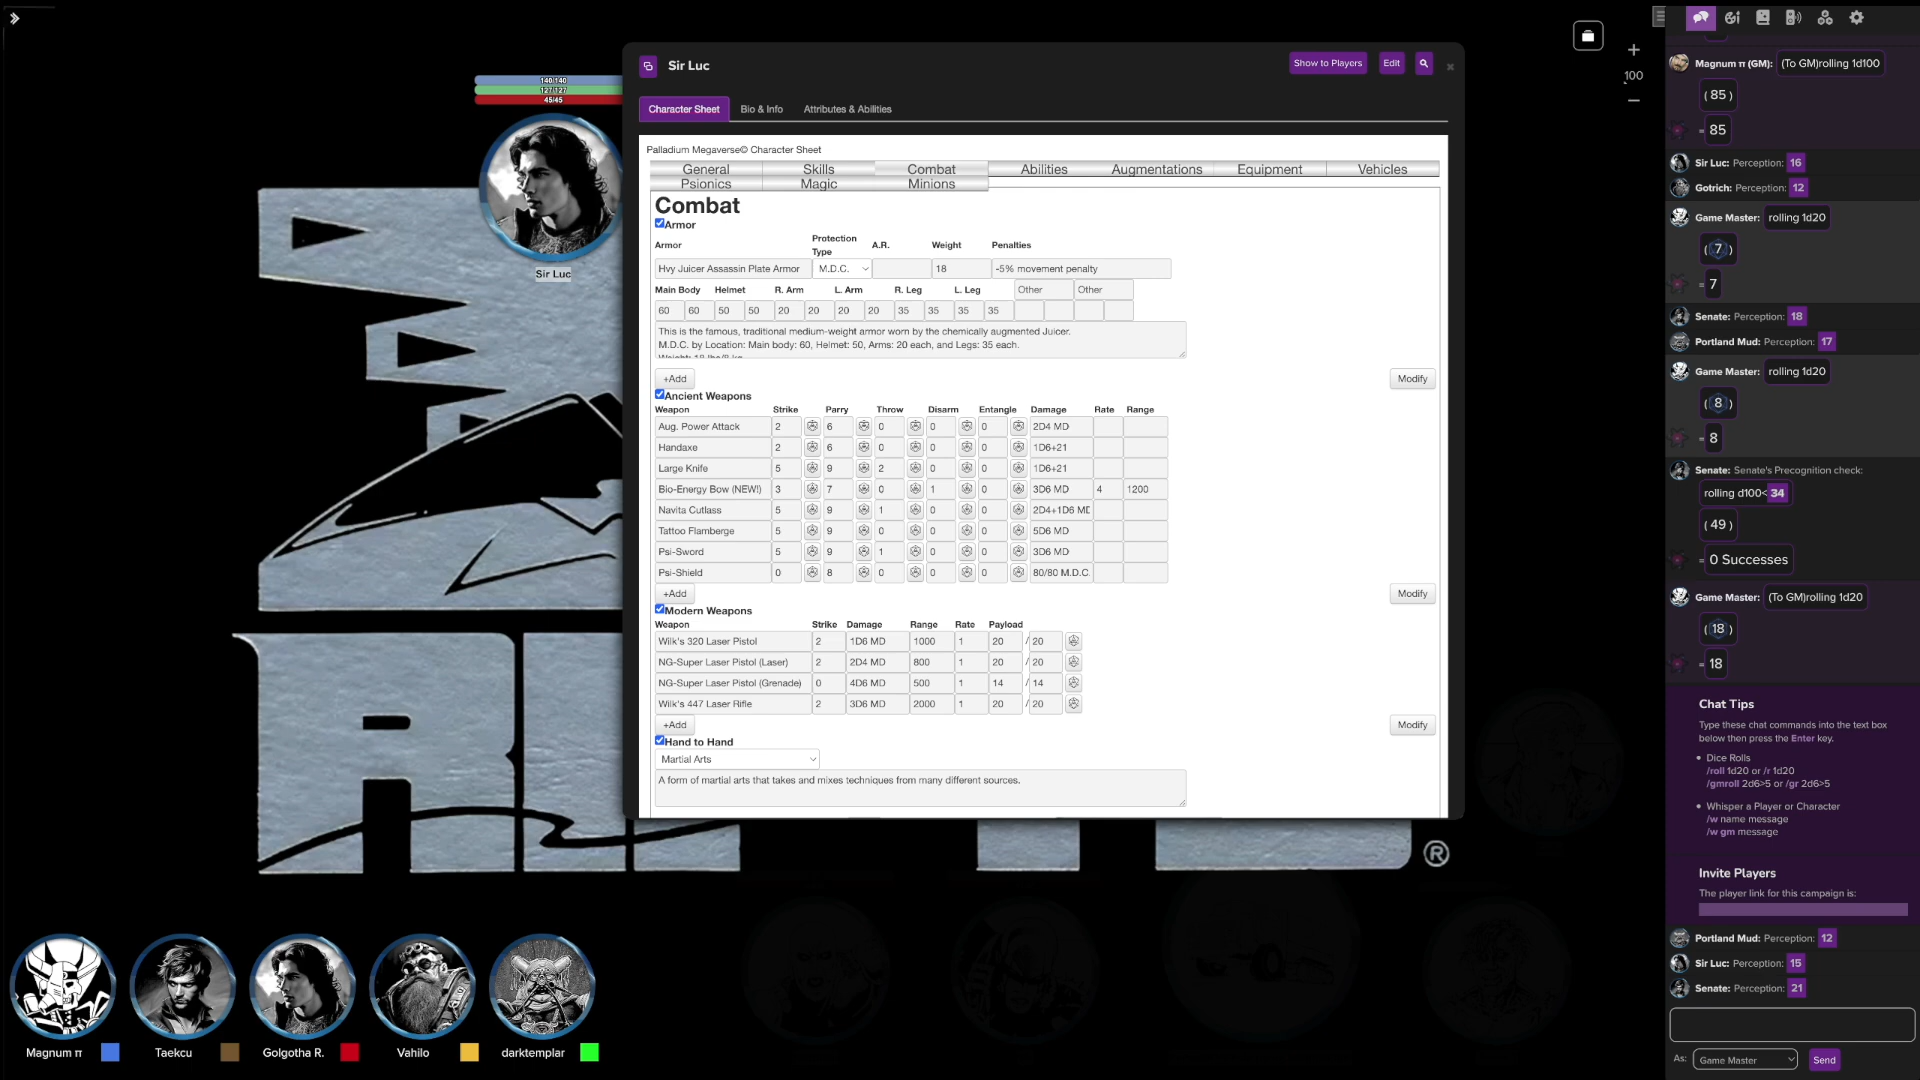 140/140
127/127
45/45
Sir Luc
Sir Luc
Show to Players
Edit
Character Sheet
Bio & Info
Attributes & Abilities
Palladium Megaverse© Character Sheet
General Skills Combat Abilities Augmentations Equipment Vehicles
Psionics Magic Minions
Combat
Armor
Armor Protection Type A.R. Weight Penalties
Hvy Juicer Assassin Plate Armor M.D.C. 18 -5% movement penalty
Main Body Helmet R. Arm L. Arm R. Leg L. Leg Other Other
60 60 50 50 20 20 20 20 35 35 35 35
This is the famous, traditional medium-weight armor worn by the chemically augmented Juicer.
M.D.C. by Location: Main body: 60, Helmet: 50, Arms: 20 each, and Legs: 35 each.
+Add Modify
Ancient Weapons
Weapon Strike Parry Throw Disarm Entangle Damage Rate Range
Aug. Power Attack 2 6 0 0 0 2D4 MD
Handaxe 2 6 0 0 0 1D6+21
Large Knife 5 9 2 0 0 1D6+21
Bio-Energy Bow (NEW!) 3 7 0 1 0 3D6 MD 4 1200
Navita Cutlass 5 9 1 0 0 2D4+1D6 MD
Tattoo Flamberge 5 9 0 0 0 5D6 MD
Psi-Sword 5 9 1 0 0 3D6 MD
Psi-Shield 0 8 0 0 0 80/80 M.D.C.
+Add Modify
Modern Weapons
Weapon Strike Damage Range Rate Payload
Wilk's 320 Laser Pistol 2 1D6 MD 1000 1 20 / 20
NG-Super Laser Pistol (Laser) 2 2D4 MD 800 1 20 / 20
NG-Super Laser Pistol (Grenade) 0 4D6 MD 500 1 14 / 14
Wilk's 447 Laser Rifle 2 3D6 MD 2000 1 20 / 20
+Add Modify
Hand to Hand
Martial Arts
A form of martial arts that takes and mixes techniques from many different sources.
®
Magnum π
Taekcu
Golgotha R.
Vahilo
darktemplar
100
Magnum π (GM): (To GM)rolling 1d100
(85)
= 85
Sir Luc: Perception: 16
Gotrich: Perception: 12
Game Master: rolling 1d20
(7)
= 7
Senate: Perception: 18
Portland Mud: Perception: 17
Game Master: rolling 1d20
(8)
= 8
Senate: Senate's Precognition check:
rolling d100<34
(49)
= 0 Successes
Game Master: (To GM)rolling 1d20
(18)
= 18
Chat Tips
Type these chat commands into the text box
below then press the Enter key.
• Dice Rolls
/roll 1d20 or /r 1d20
/gmroll 2d6>5 or /gr 2d6>5
• Whisper a Player or Character
/w name message
/w gm message
Invite Players
The player link for this campaign is:
Portland Mud: Perception: 12
Sir Luc: Perception: 15
Senate: Perception: 21
As: Game Master Send